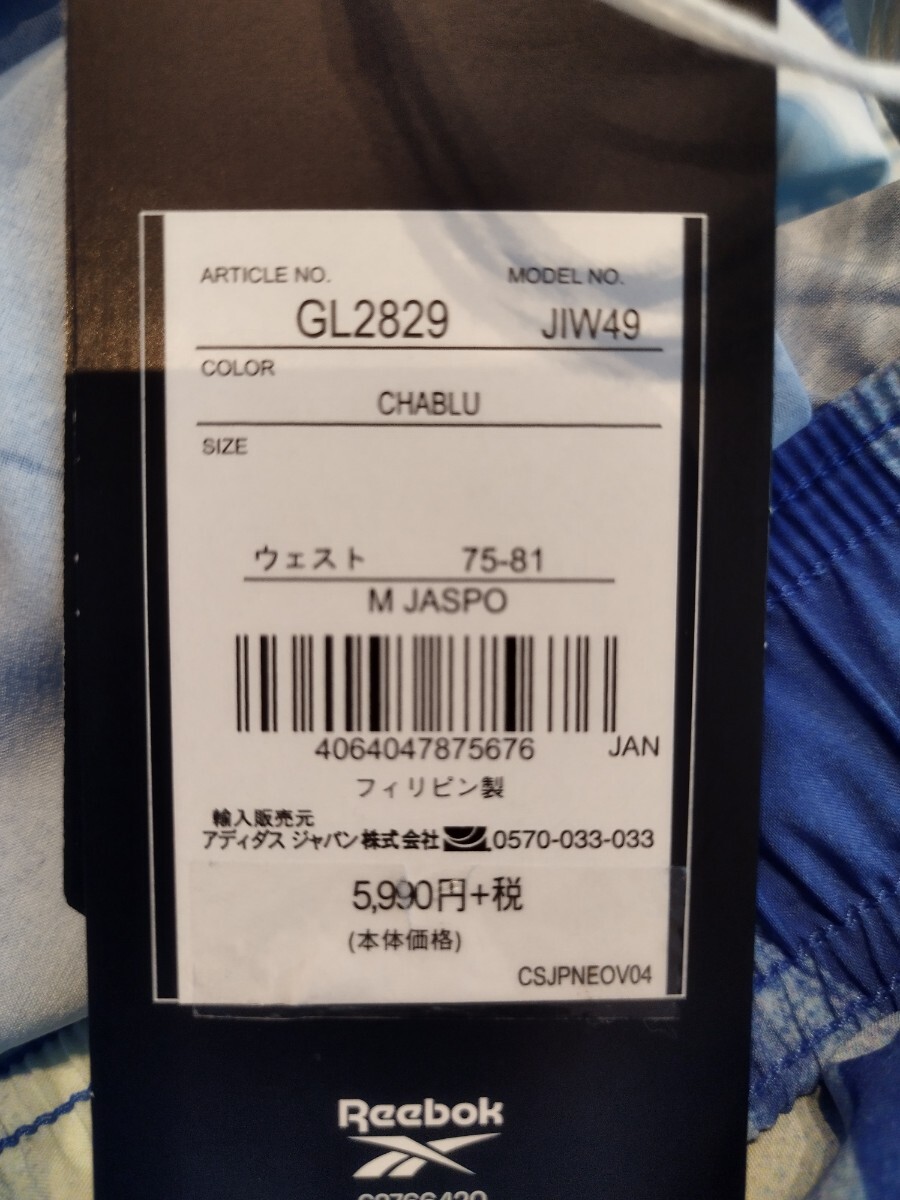 ARTICLE NO. MODEL NO.
GL2829 JIW49
COLOR
CHABLU
SIZE
ウェスト 75-81
M JASPO
4064047875676 JAN
フィリピン製
輸入販売元
アディダス ジャパン株式会社 0570-033-033
5,990円+税
(本体価格)
CSJPNEOV04
Reebok